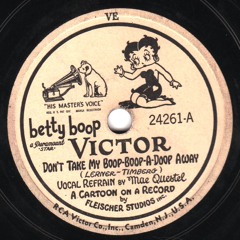 VE
"HIS MASTER'S VOICE"
betty boop
a Paramount
STAR
VICTOR
24261-A
DON'T TAKE MY BOOP-BOOP-A-DOOP AWAY
(LERNER-TIMBERG)
VOCAL REFRAIN BY Mae Questel
A CARTOON ON A RECORD
by
FLEISCHER STUDIOS INC.
RCA Victor Co., Inc., Camden, N.J., U.S.A.